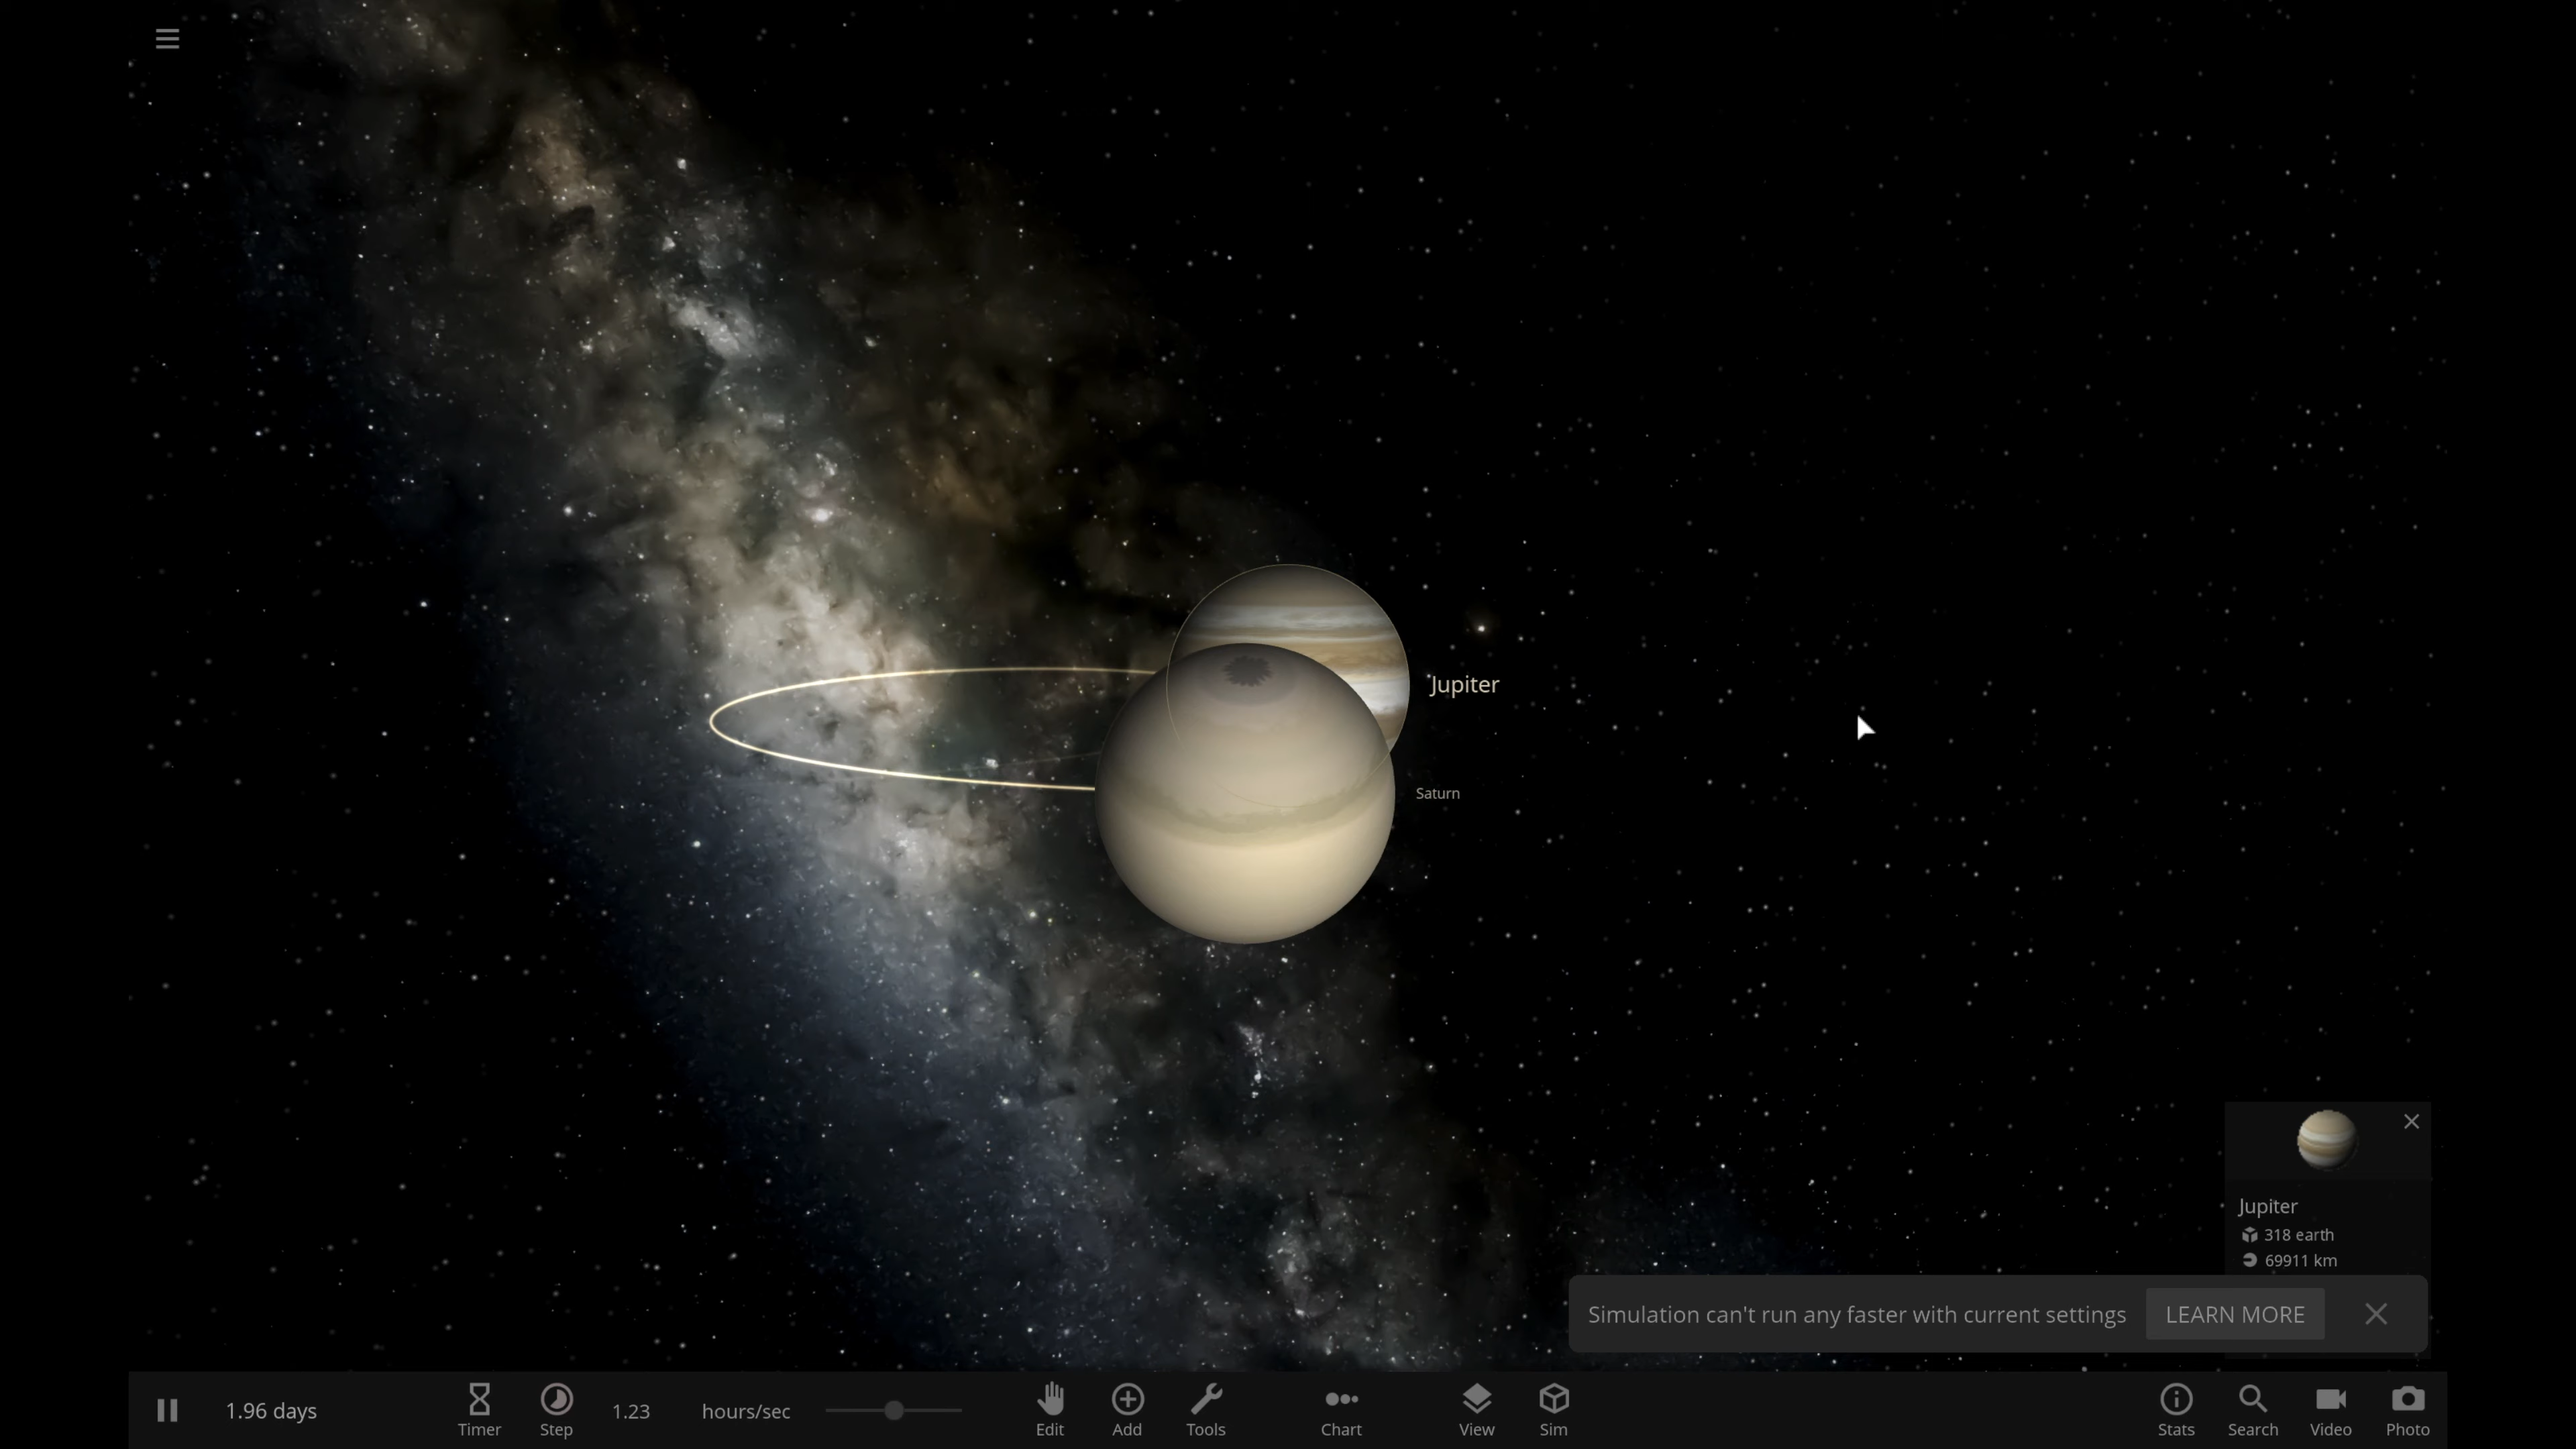 Jupiter
Saturn
Jupiter
318 earth
69911 km
Simulation can't run any faster with current settings
LEARN MORE
1.96 days
Timer
Step
1.23
hours/sec
Edit
Add
Tools
Chart
View
Sim
Stats
Search
Video
Photo